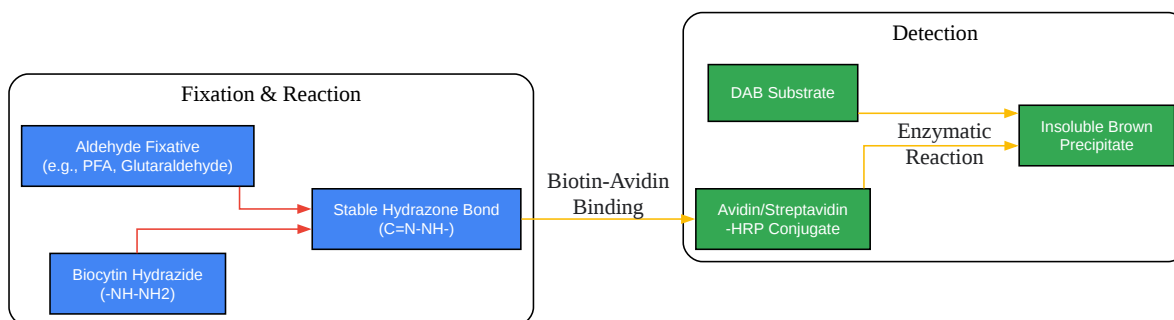 Fixation & Reaction
Aldehyde Fixative
(e.g., PFA, Glutaraldehyde)
Biocytin Hydrazide
(-NH-NH2)
Stable Hydrazone Bond
(C=N-NH-)
Biotin-Avidin
Binding
Detection
DAB Substrate
Avidin/Streptavidin
-HRP Conjugate
Enzymatic
Reaction
Insoluble Brown
Precipitate